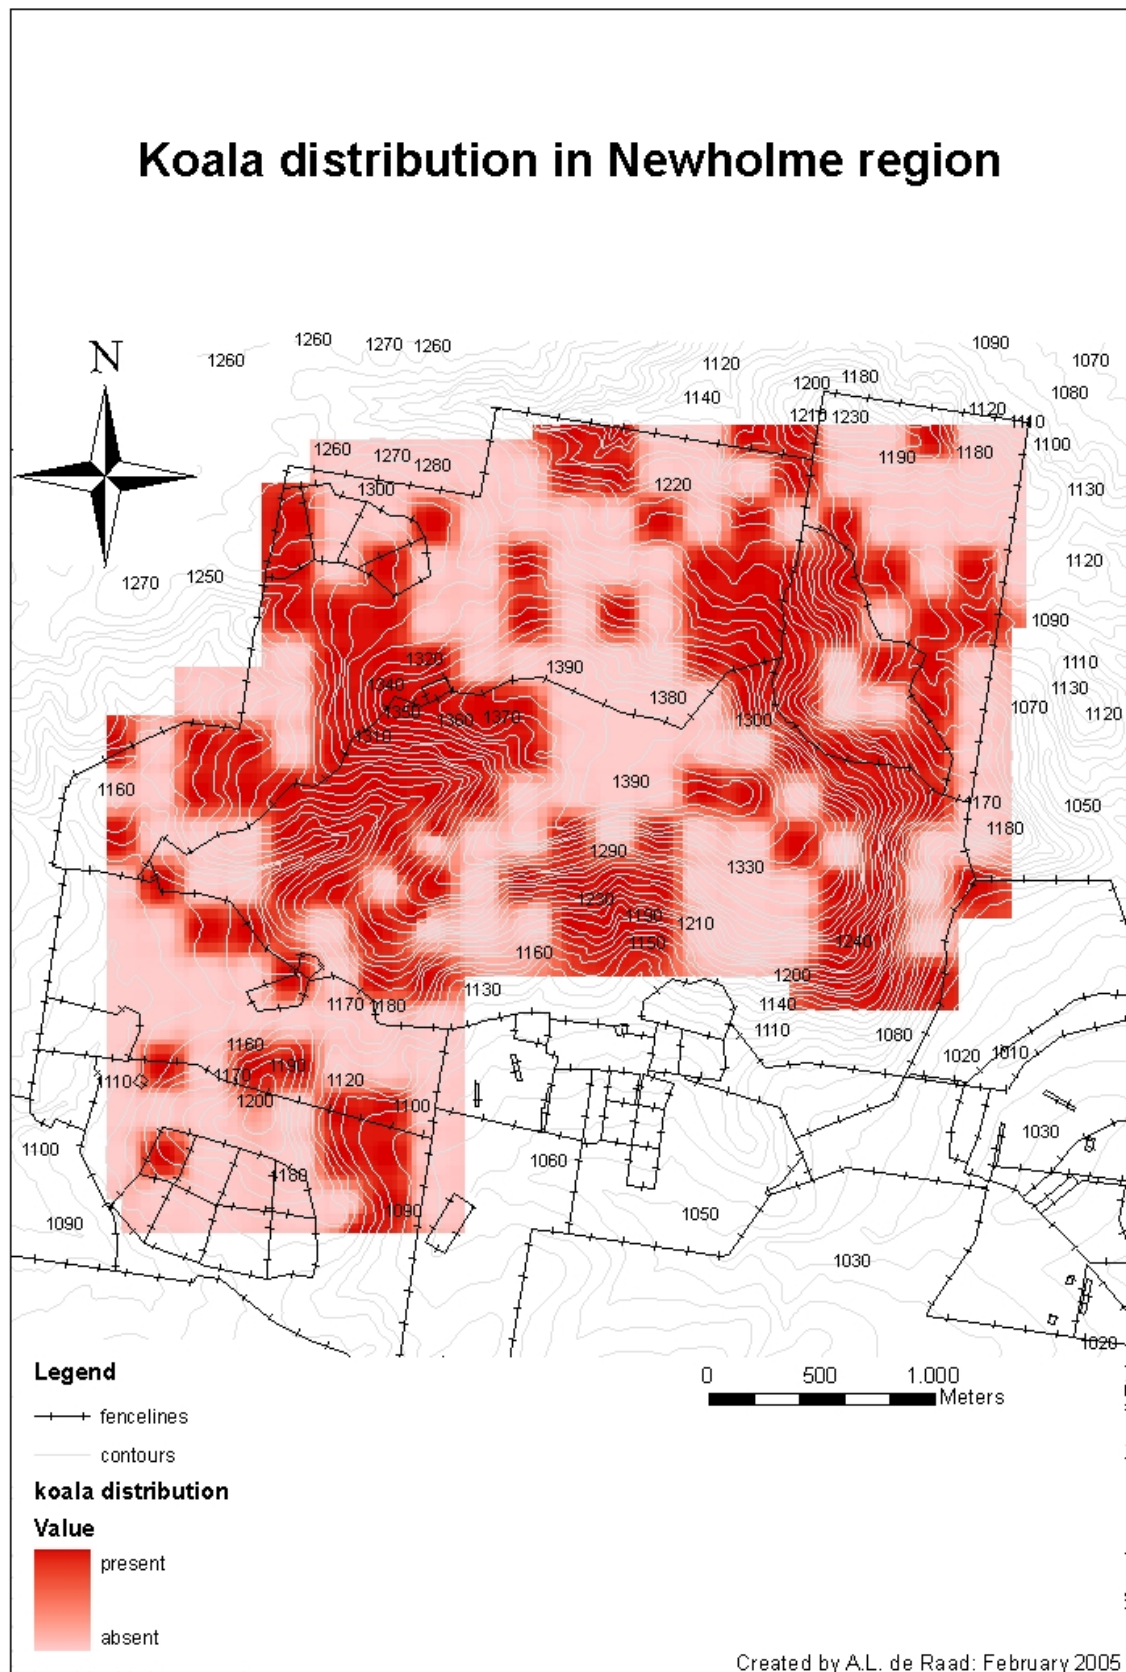 Koala distribution in Newholme region
N
1260 1090
1260 1270 1260 1120 1070
1200 1180 1080
1140 1210 1230 1120 1110
1260 1270 1280 1190 1180 1100
1300 1220 1130
1270 1250 1120
1090
1320 1390 1110
1340 1380 1130
1350 1360 1370 1300 1070 1120
1310
1160 1390 1170 1050
1180
1290 1330
1230 1190 1210
1160 1150 1240
1130 1200
1170 1180 1140
1110 1080
1160 1190 1020 1010
1110 1170 1120
1200 1100
1100 1030
1180 1060
1090 1090 1050
1030
1020
Legend
0 500 1.000
Meters
fencelines
contours
koala distribution
Value
present
absent
Created by A.L. de Raad: February 2005